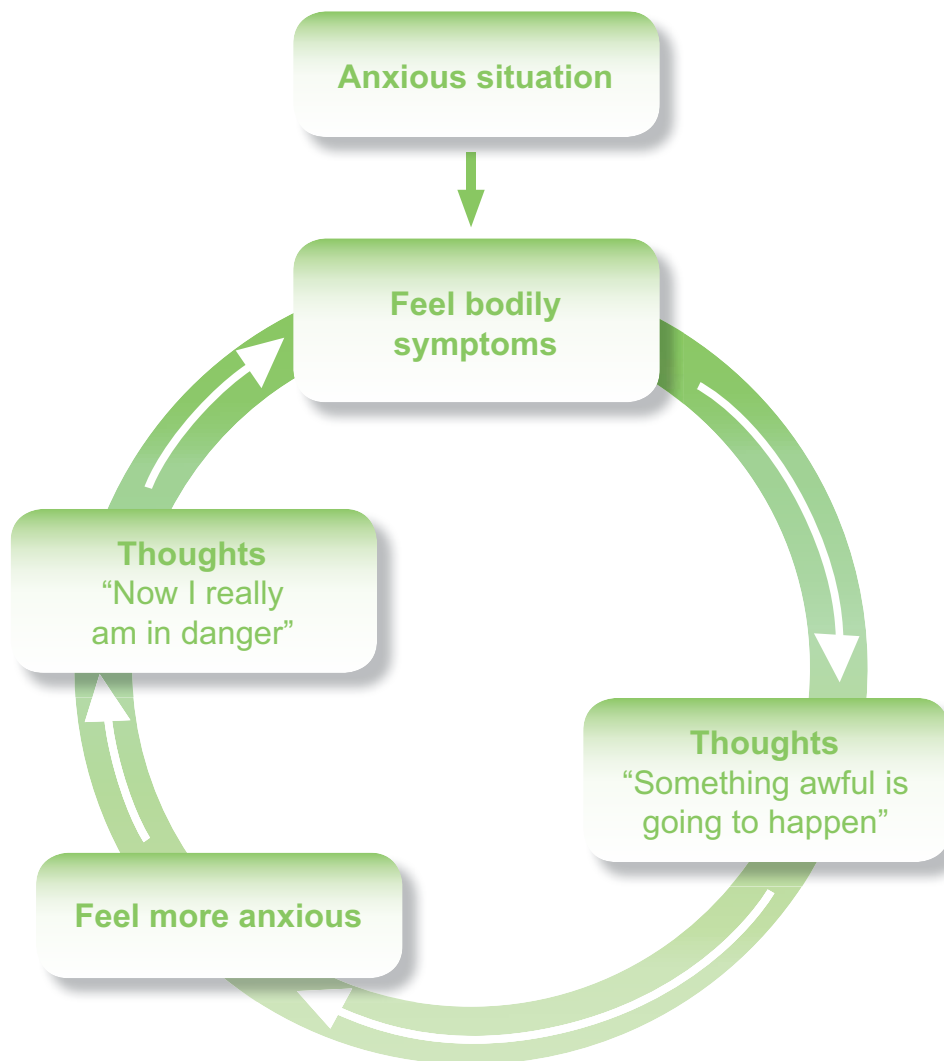 Anxious situation
Feel bodily
symptoms
Thoughts
“Something awful is
going to happen”
Feel more anxious
Thoughts
“Now I really
am in danger”